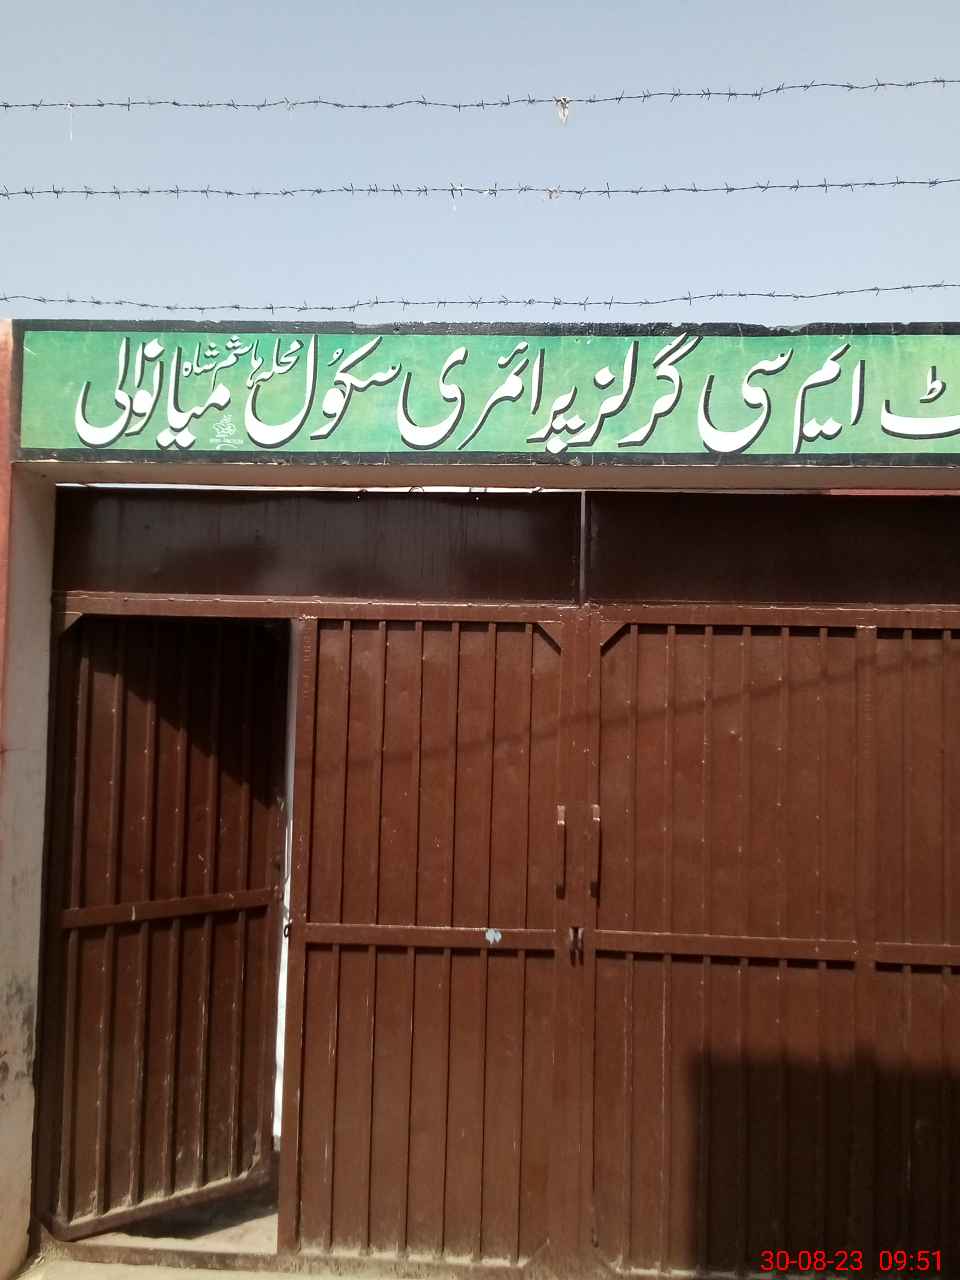 ٹ ایم سی گرلز پرائمری سکول محلہ ہاشم شاہ میانوالی
30-08-23 09:51